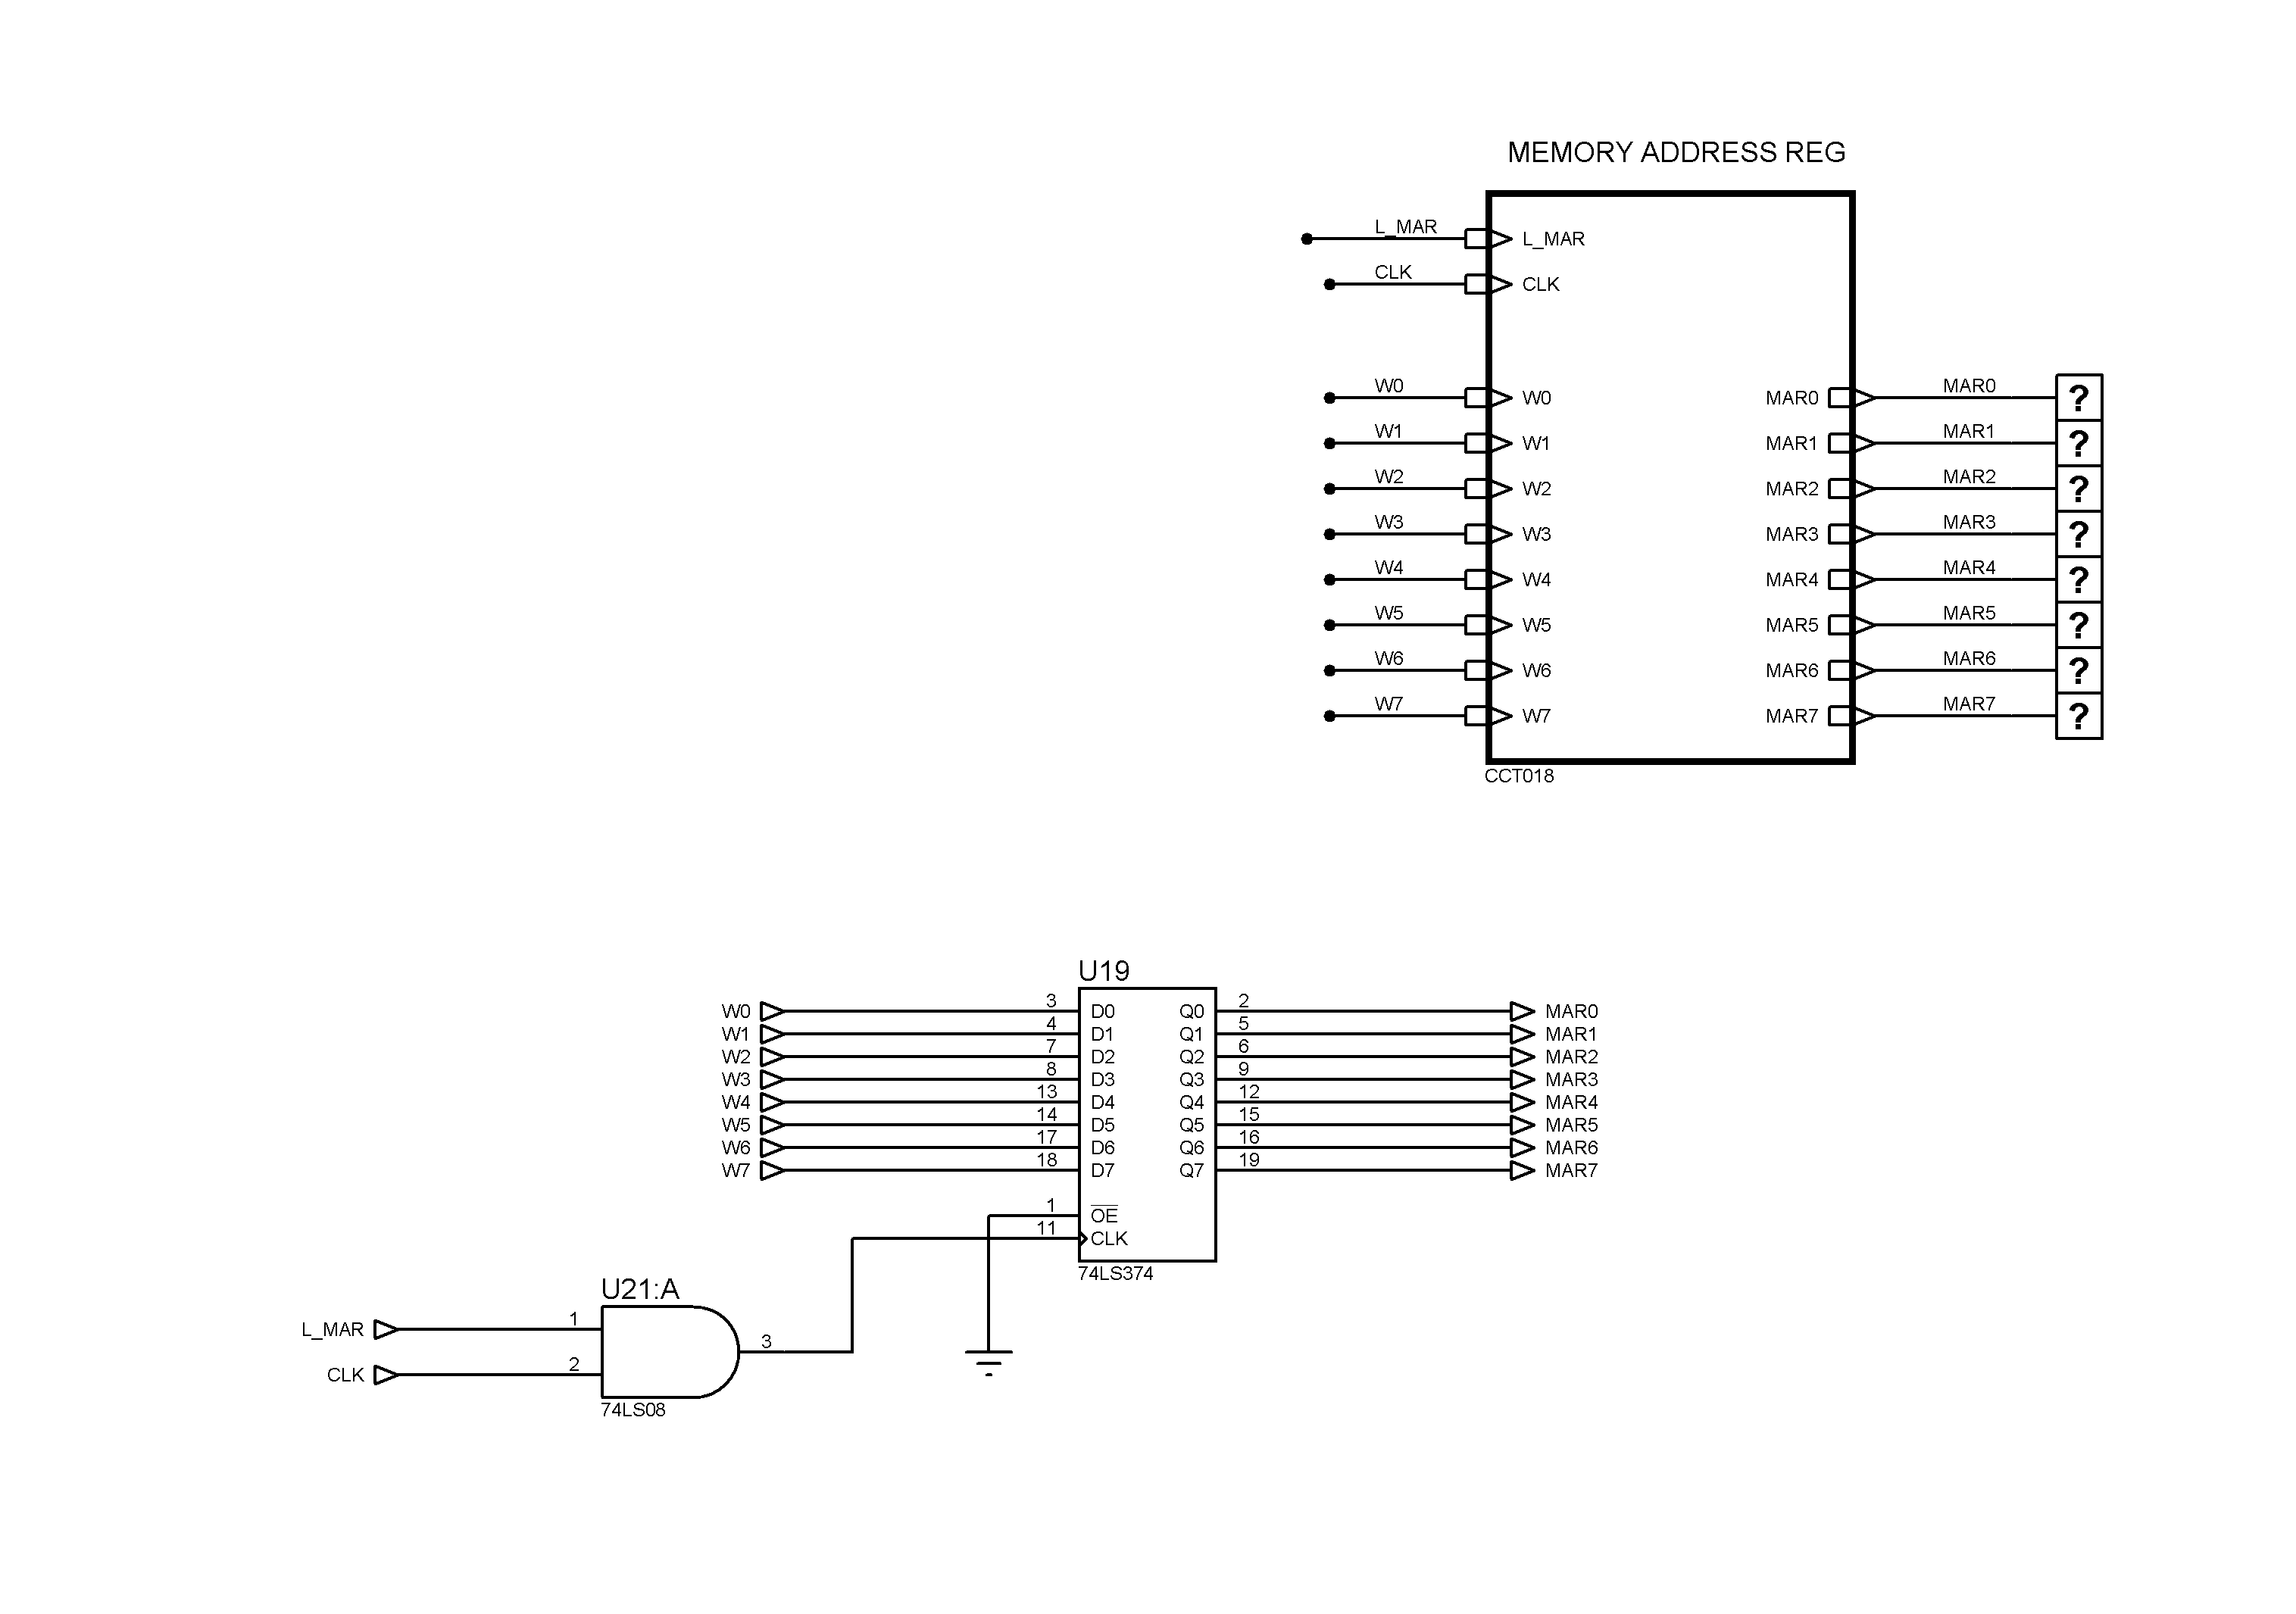 MEMORY ADDRESS REG
L_MAR L_MAR
CLK CLK
W0 W0 MAR0 MAR0 ?
W1 W1 MAR1 MAR1 ?
W2 W2 MAR2 MAR2 ?
W3 W3 MAR3 MAR3 ?
W4 W4 MAR4 MAR4 ?
W5 W5 MAR5 MAR5 ?
W6 W6 MAR6 MAR6 ?
W7 W7 MAR7 MAR7 ?
CCT018
U19
W0 3 D0 Q0 2 MAR0
W1 4 D1 Q1 5 MAR1
W2 7 D2 Q2 6 MAR2
W3 8 D3 Q3 9 MAR3
W4 13 D4 Q4 12 MAR4
W5 14 D5 Q5 15 MAR5
W6 17 D6 Q6 16 MAR6
W7 18 D7 Q7 19 MAR7
1 OE
11 CLK
74LS374
U21:A
L_MAR 1
3
CLK 2
74LS08